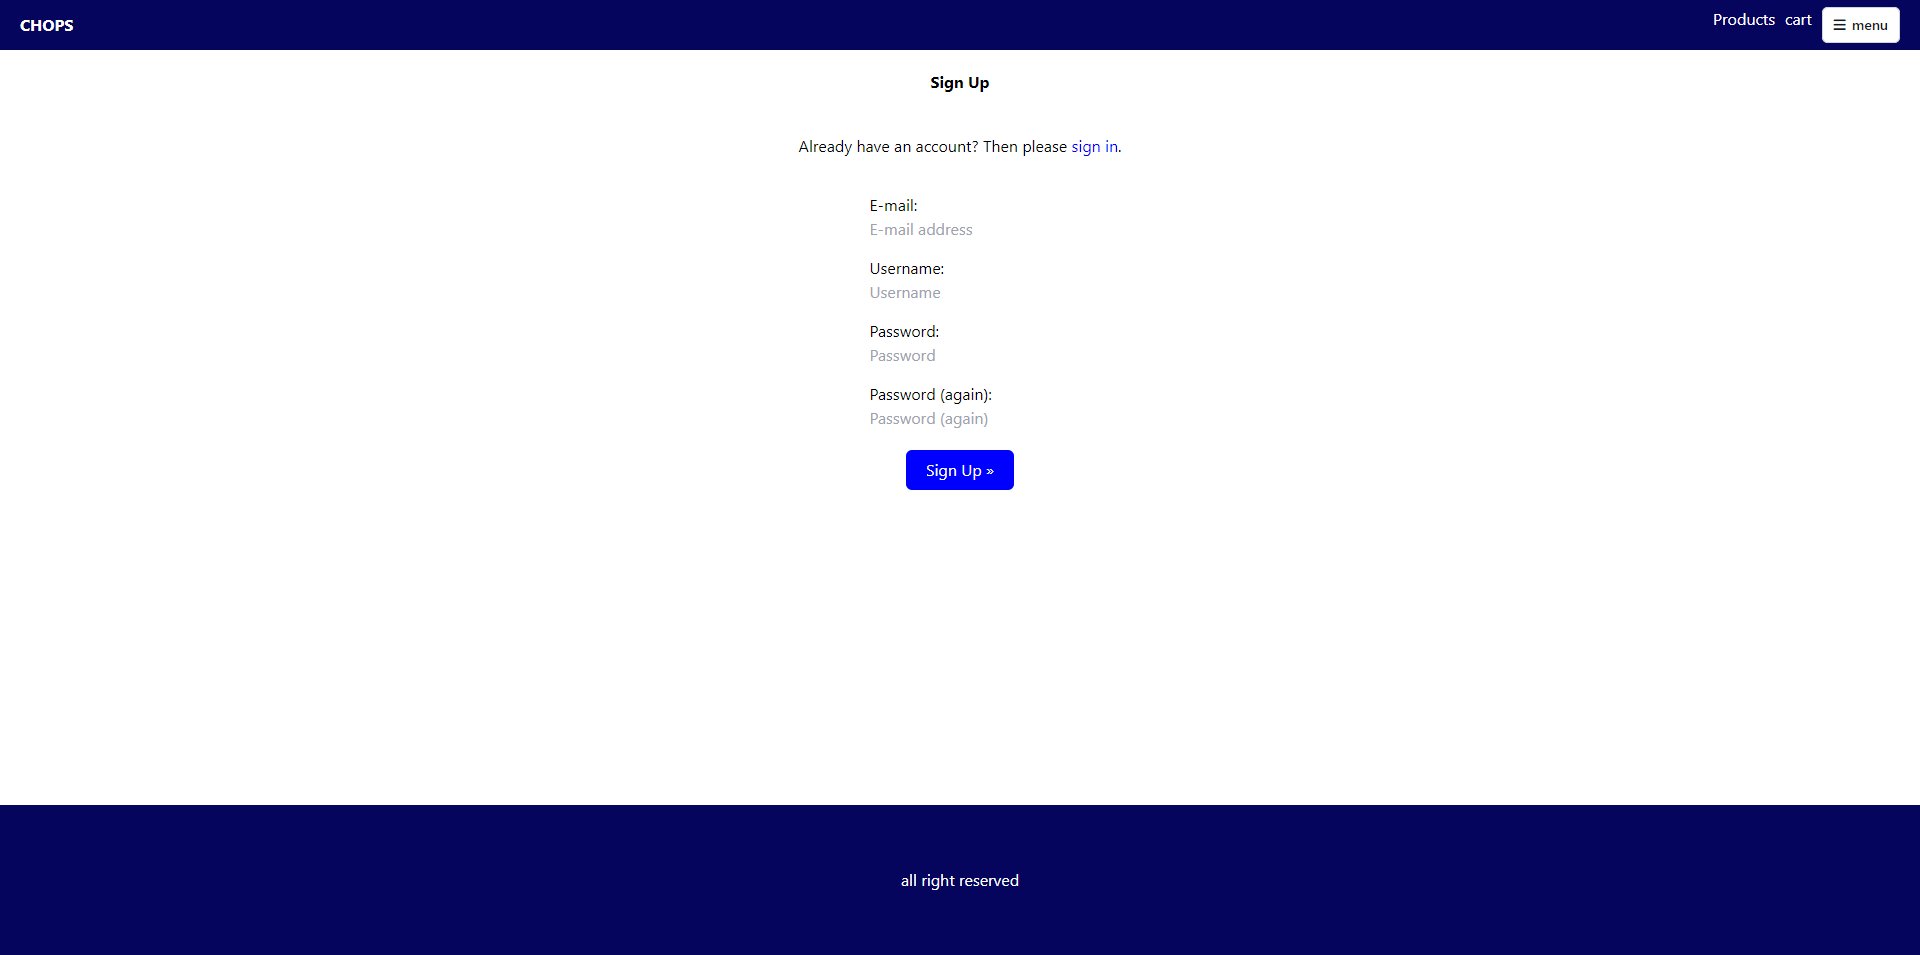 CHOPS
Products cart ☰ menu
Sign Up
Already have an account? Then please sign in.
E-mail:
E-mail address
Username:
Username
Password:
Password
Password (again):
Password (again)
Sign Up »
all right reserved